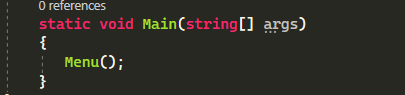 0 references
static void Main(string[] args)
{
Menu();
}